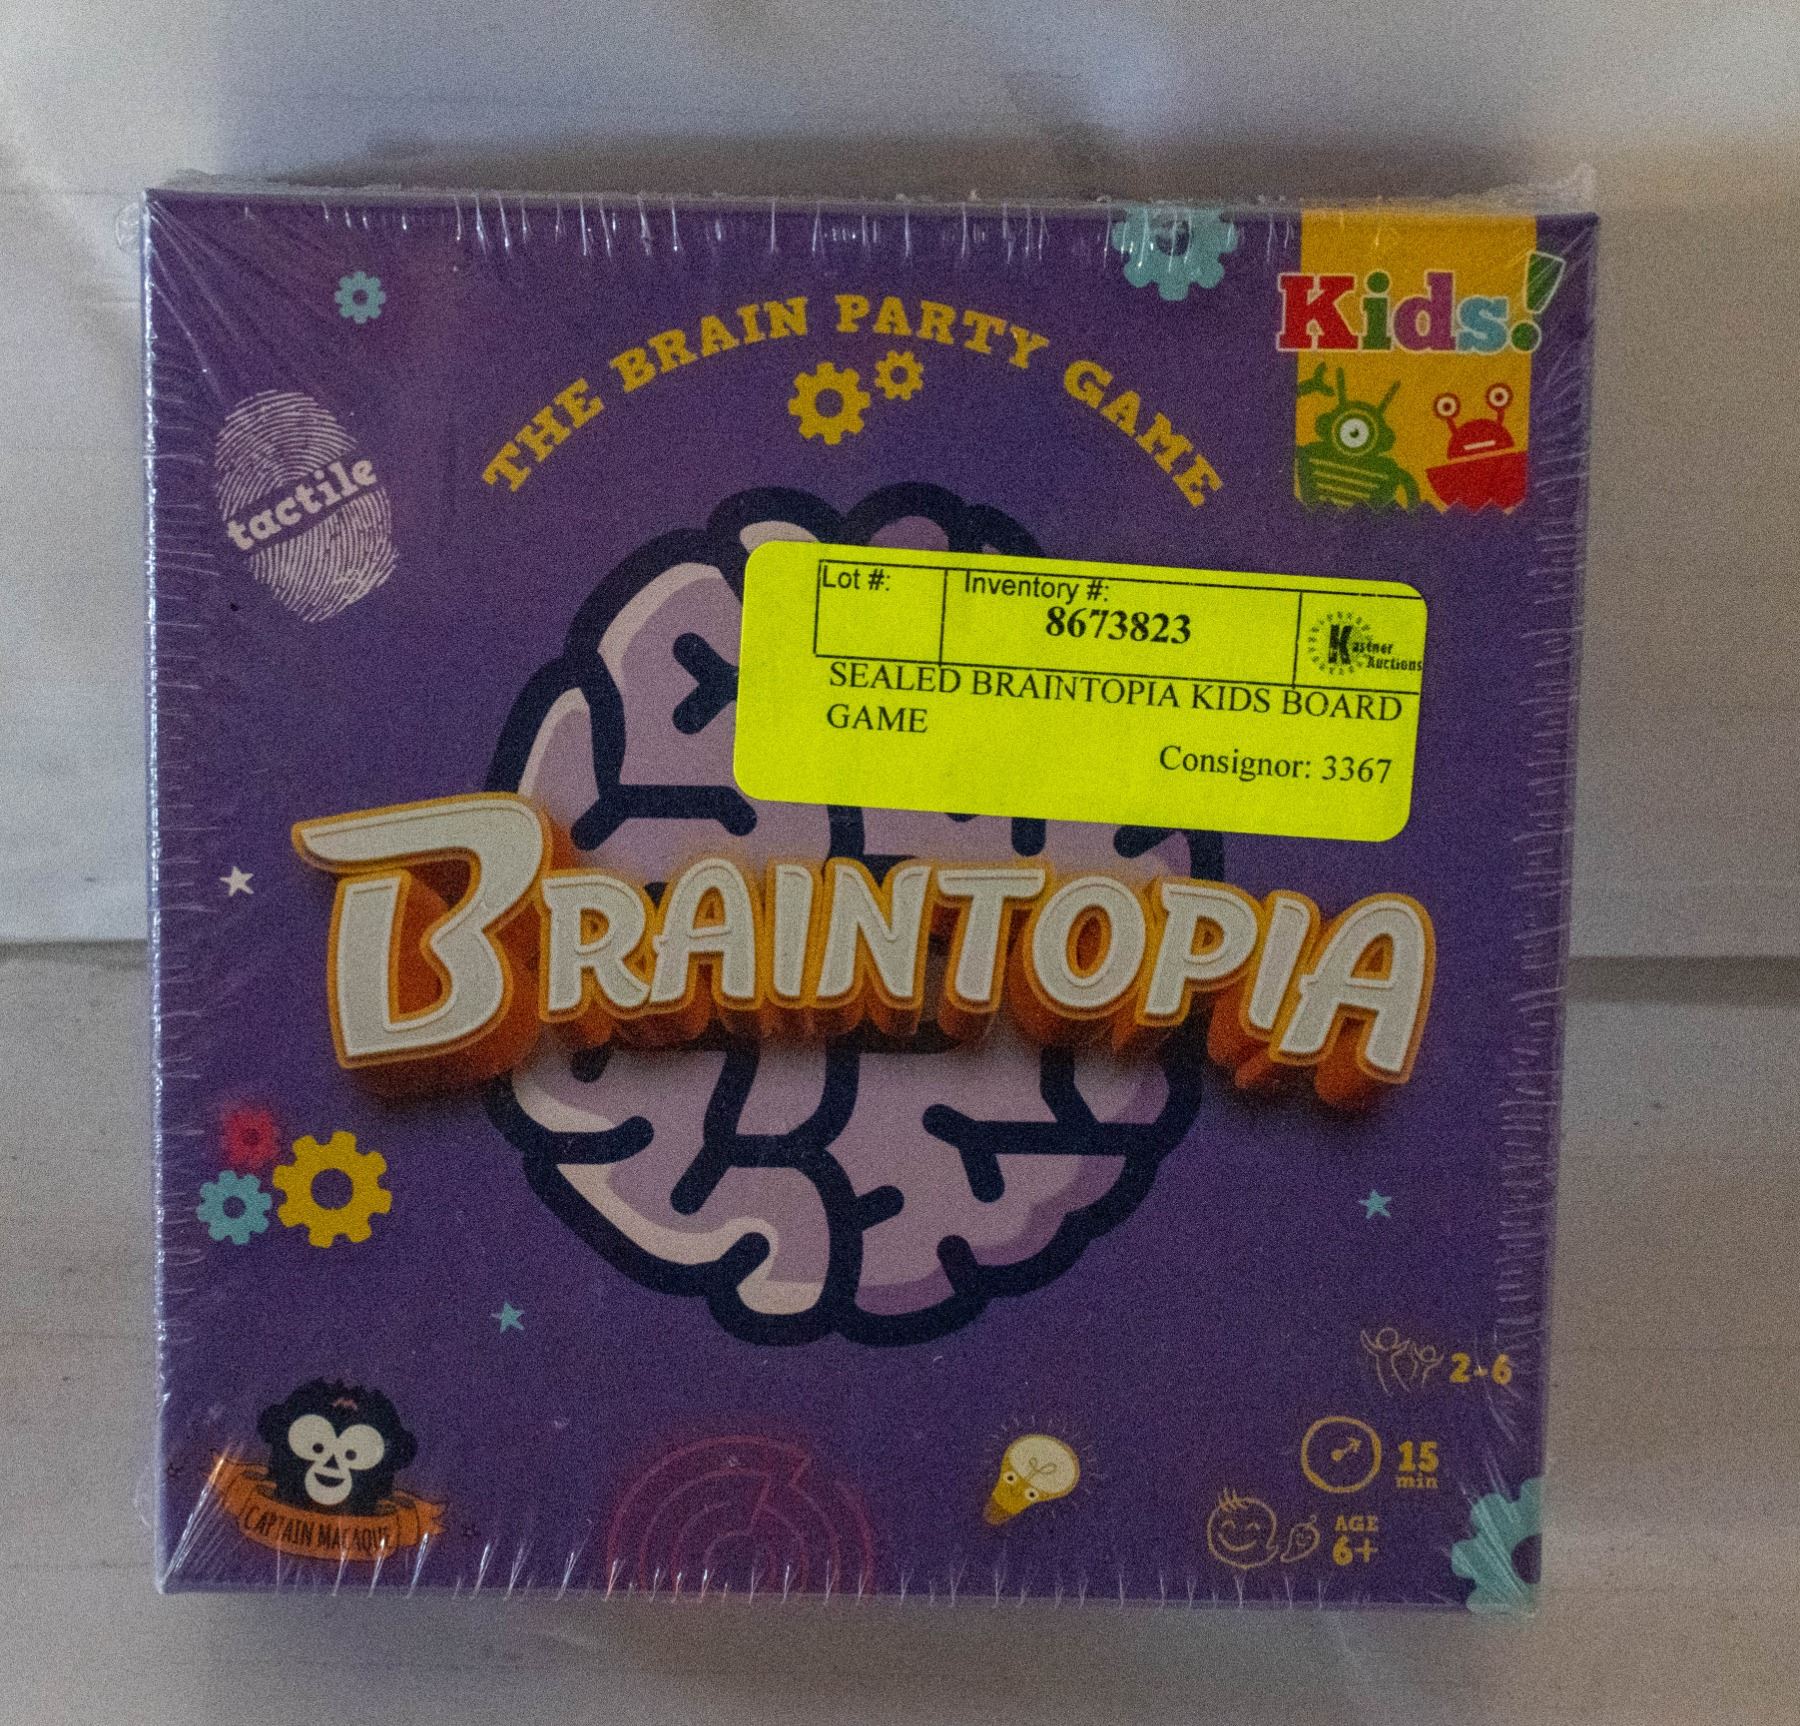 THE BRAIN PARTY GAME
Kids!
tactile
Lot #:
Inventory #:
8673823
Kastner
Auctions
SEALED BRAINTOPIA KIDS BOARD
GAME
Consignor: 3367
BRAINTOPIA
2-6
15
min
AGE
6+
CAPTAIN MACAQUE